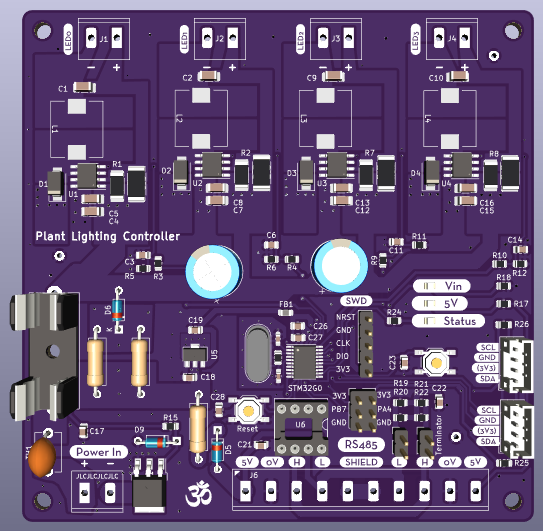 LED0 J1 LED1 J2 LED2 J3 LED3 J4
− + − + − + − +
C1 C2 C9 C10
L1 L2 L3 L4
D1 U1 R1 D2 U2 R2 D3 U3 R7 D4 U4 R8
C5 C4 C8 C7 C13 C12 C16 C15
Plant Lighting Controller
C3 R5 R3 C6 R6 R4 C11 R9 R11 C14
R10 R12
R18
Vin
5V R17
Status R24 R26
D6 K C19 U5 C18 FB1 C26 C27
STM32G0
SWD
NRST
GND
CLK
DIO
3V3
C23
SCL
GND
(3V3)
SDA
C28 Reset C21 U6
3V3 3V3
PB7 PA4
GND GND
RS485
R19 R20 R21 R22 C22
Terminator
SCL
GND
(3V3)
SDA
R25
C17 R15 D9 D5
Power In
+ −
JLCJLCJLCJLC
ॐ
5V 0V H L SHIELD L H 0V 5V
J6